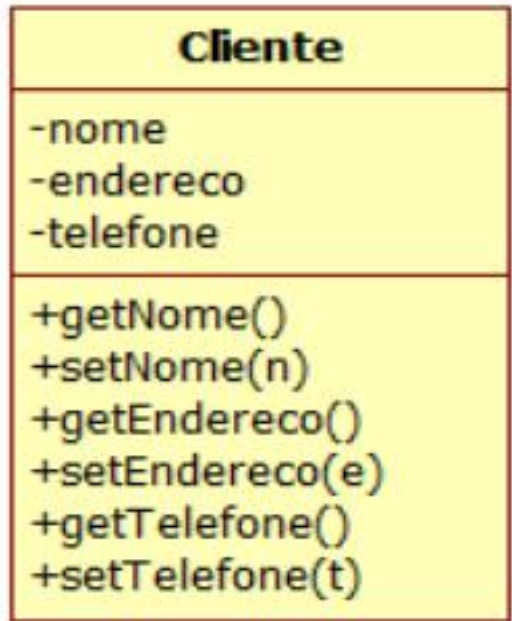 Cliente
-nome
-endereco
-telefone
+getNome()
+setNome(n)
+getEndereco()
+setEndereco(e)
+getTelefone()
+setTelefone(t)